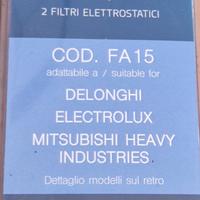 2 FILTRI ELETTROSTATICI
COD. FA15
adattabile a / suitable for
DELONGHI
ELECTROLUX
MITSUBISHI HEAVY
INDUSTRIES
Dettaglio modelli sul retro